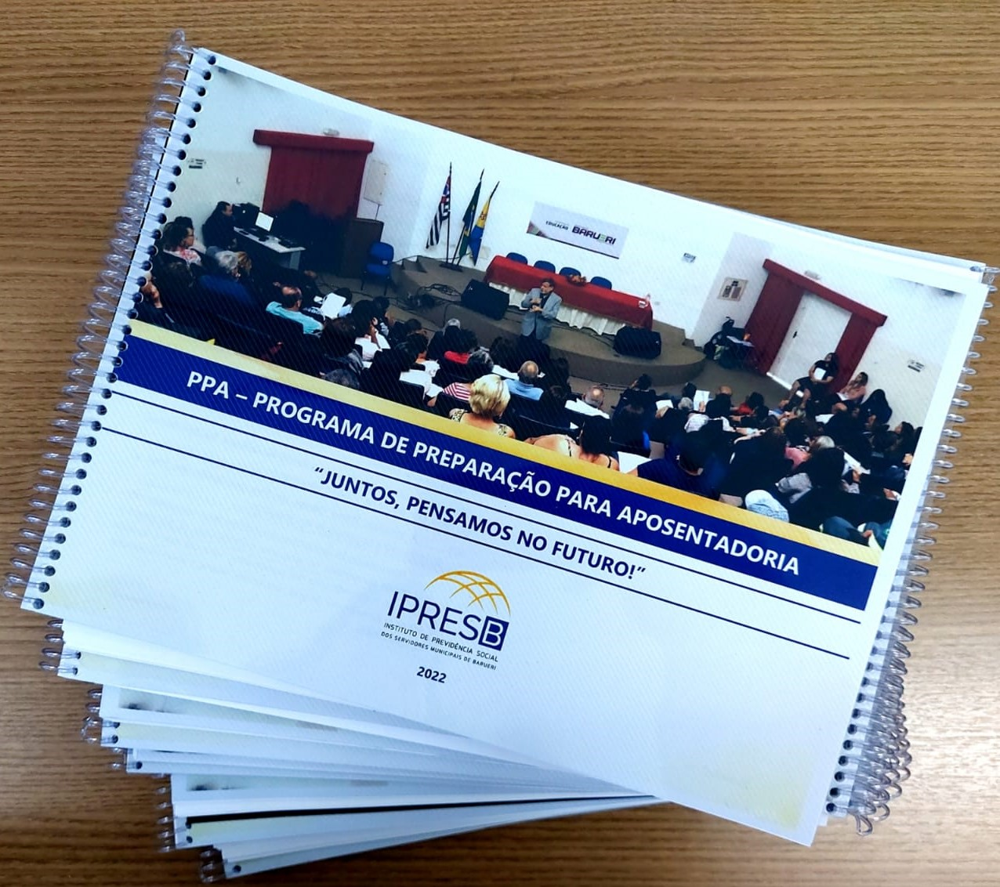 EDUCAÇÃO
BARUERI
PPA – PROGRAMA DE PREPARAÇÃO PARA APOSENTADORIA
“JUNTOS, PENSAMOS NO FUTURO!”
IPRESB
INSTITUTO DE PREVIDÊNCIA SOCIAL
DOS SERVIDORES MUNICIPAIS DE BARUERI
2022